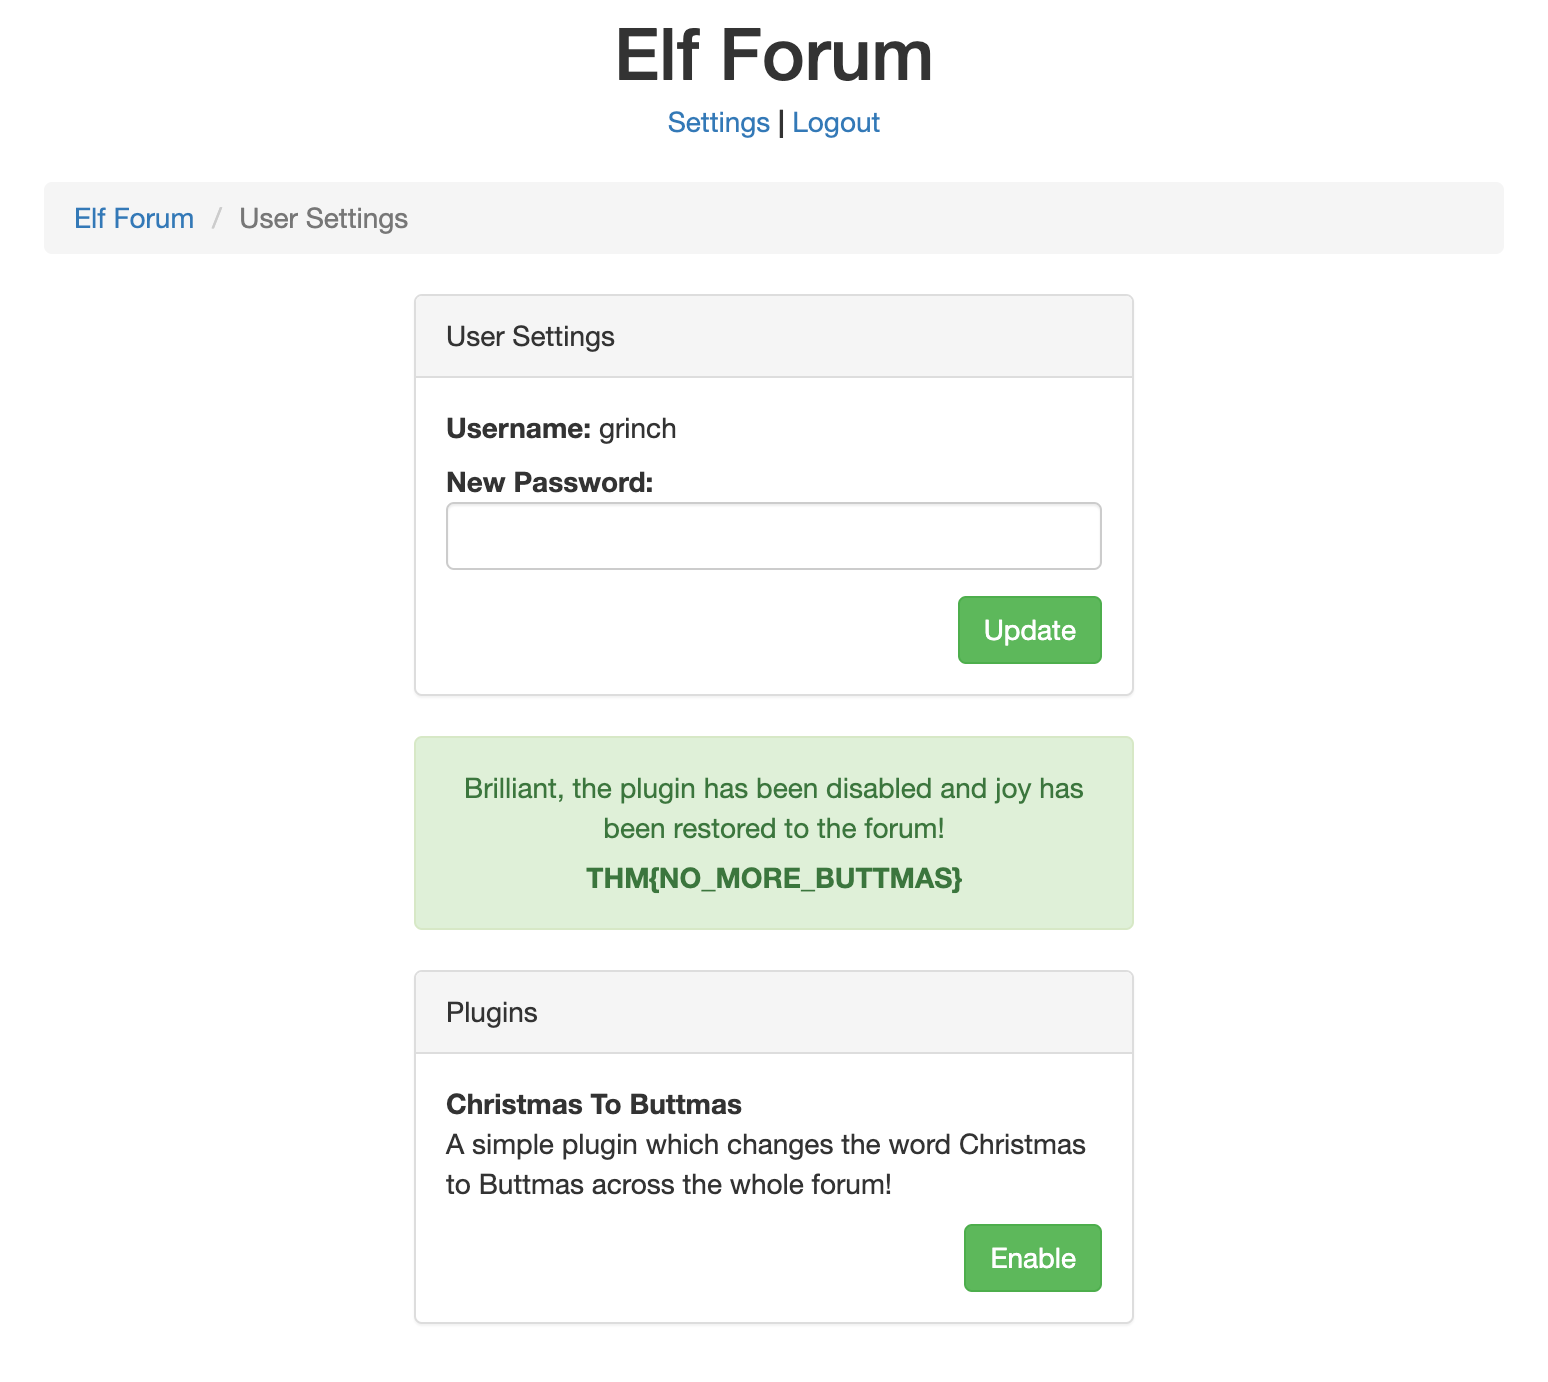 Elf Forum
Settings | Logout
Elf Forum / User Settings
User Settings
Username: grinch
New Password:
Update
Brilliant, the plugin has been disabled and joy has
been restored to the forum!
THM{NO_MORE_BUTTMAS}
Plugins
Christmas To Buttmas
A simple plugin which changes the word Christmas
to Buttmas across the whole forum!
Enable